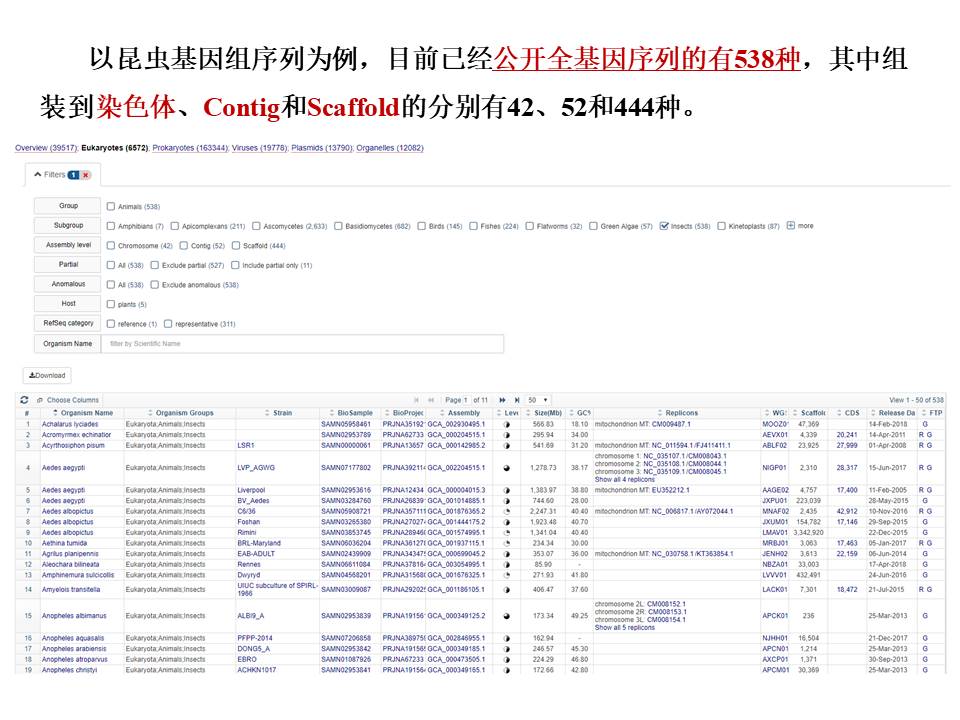 以昆虫基因组序列为例，目前已经公开全基因序列的有538种，其中组
装到染色体、Contig和Scaffold的分别有42、52和444种。
Overview (39517); Eukaryotes (6572); Prokaryotes (163344); Viruses (19778); Plasmids (13790); Organelles (12082)
Filters 1
Group Animals (538)
Subgroup Amphibians (7) Apicomplexans (211) Ascomycetes (2,633) Basidiomycetes (682) Birds (145) Fishes (224) Flatworms (32) Green Algae (57) Insects (538) Kinetoplasts (87) more
Assembly level Chromosome (42) Contig (52) Scaffold (444)
Partial All (538) Exclude partial (527) Include partial only (11)
Anomalous All (538) Exclude anomalous (538)
Host plants (5)
RefSeq category reference (1) representative (311)
Organism Name filter by Scientific Name
Download
Choose Columns Page 1 of 11 50 View 1 - 50 of 538
# Organism Name Organism Groups Strain BioSample BioProjec Assembly Leve Size(Mb) GC% Replicons WGS Scaffolc CDS Release Da FTP
1 Achalarus lyciades Eukaryota;Animals;Insects SAMN05958461 PRJNA35192 GCA_002930495.1 566.83 18.10 mitochondrion MT: CM009487.1 MOOZ0 47,369 14-Feb-2018 G
2 Acromyrmex echinatior Eukaryota;Animals;Insects SAMN02953789 PRJNA62733 GCA_000204515.1 295.94 34.00 AEVX01 4,339 20,241 14-Apr-2011 R G
3 Acyrthosiphon pisum Eukaryota;Animals;Insects LSR1 SAMN00000061 PRJNA13657 GCA_000142985.2 541.69 31.20 mitochondrion MT: NC_011594.1/FJ411411.1 ABLF02 23,925 27,999 01-Apr-2008 R G
chromosome 1: NC_035107.1/CM008043.1
chromosome 2: NC_035108.1/CM008044.1
4 Aedes aegypti Eukaryota;Animals;Insects LVP_AGWG SAMN07177802 PRJNA39211 GCA_002204515.1 1,278.73 38.17 chromosome 3: NC_035109.1/CM008045.1 NIGP01 2,310 28,317 15-Jun-2017 R G
Show all 4 replicons
5 Aedes aegypti Eukaryota;Animals;Insects Liverpool SAMN02953616 PRJNA12434 GCA_000004015.3 1,383.97 38.80 mitochondrion MT: EU352212.1 AAGE02 4,757 17,400 11-Feb-2005 R G
6 Aedes aegypti Eukaryota;Animals;Insects BV_Aedes SAMN03284760 PRJNA26839 GCA_001014885.1 744.60 28.00 JXPU01 223,039 28-May-2015 G
7 Aedes albopictus Eukaryota;Animals;Insects C6/36 SAMN05908721 PRJNA35711 GCA_001876365.2 2,247.31 40.40 mitochondrion MT: NC_006817.1/AY072044.1 MNAF02 2,435 42,912 10-Nov-2016 R G
8 Aedes albopictus Eukaryota;Animals;Insects Foshan SAMN03265380 PRJNA27027 GCA_001444175.2 1,923.48 40.70 JXUM01 154,782 17,146 29-Sep-2015 G
9 Aedes albopictus Eukaryota;Animals;Insects Rimini SAMN03853745 PRJNA28946 GCA_001574995.1 1,341.04 40.40 LMAV01 3,342,920 22-Dec-2015 G
10 Aethina tumida Eukaryota;Animals;Insects BRL-Maryland SAMN06036204 PRJNA36127 GCA_001937115.1 234.34 30.00 MRBJ01 3,063 17,463 05-Jan-2017 R G
11 Agrilus planipennis Eukaryota;Animals;Insects EAB-ADULT SAMN02439909 PRJNA34347 GCA_000699045.2 353.07 36.00 mitochondrion MT: NC_030758.1/KT363854.1 JENH02 3,613 22,159 06-Jun-2014 G
12 Aleochara bilineata Eukaryota;Animals;Insects Rennes SAMN06611084 PRJNA37816 GCA_003054995.1 85.90 - NBZA01 33,003 17-Apr-2018 G
13 Amphinemura sulcicollis Eukaryota;Animals;Insects Dwyryd SAMN04568201 PRJNA31568 GCA_001676325.1 271.93 41.80 LVVV01 432,491 24-Jun-2016 G
14 Amyelois transitella Eukaryota;Animals;Insects UIUC subculture of SPIRL-1966 SAMN03009087 PRJNA29202 GCA_001186105.1 406.47 37.60 LACK01 7,301 18,472 21-Jul-2015 R G
chromosome 2L: CM008152.1
chromosome 2R: CM008153.1
15 Anopheles albimanus Eukaryota;Animals;Insects ALBI9_A SAMN02953839 PRJNA19156 GCA_000349125.2 173.34 49.25 chromosome 3L: CM008154.1 APCK01 236 25-Mar-2013 G
Show all 5 replicons
16 Anopheles aquasalis Eukaryota;Animals;Insects PFPP-2014 SAMN07206858 PRJNA38975 GCA_002846955.1 162.94 - NJHH01 16,504 21-Dec-2017 G
17 Anopheles arabiensis Eukaryota;Animals;Insects DONG5_A SAMN02953842 PRJNA19156 GCA_000349185.1 246.57 45.30 APCN01 1,214 25-Mar-2013 G
18 Anopheles atroparvus Eukaryota;Animals;Insects EBRO SAMN01087926 PRJNA67233 GCA_000473505.1 224.29 46.80 AXCP01 1,371 30-Sep-2013 G
19 Anopheles christyi Eukaryota;Animals;Insects ACHKN1017 SAMN02953841 PRJNA19156 GCA_000349165.1 172.66 42.80 APCM01 30,369 25-Mar-2013 G